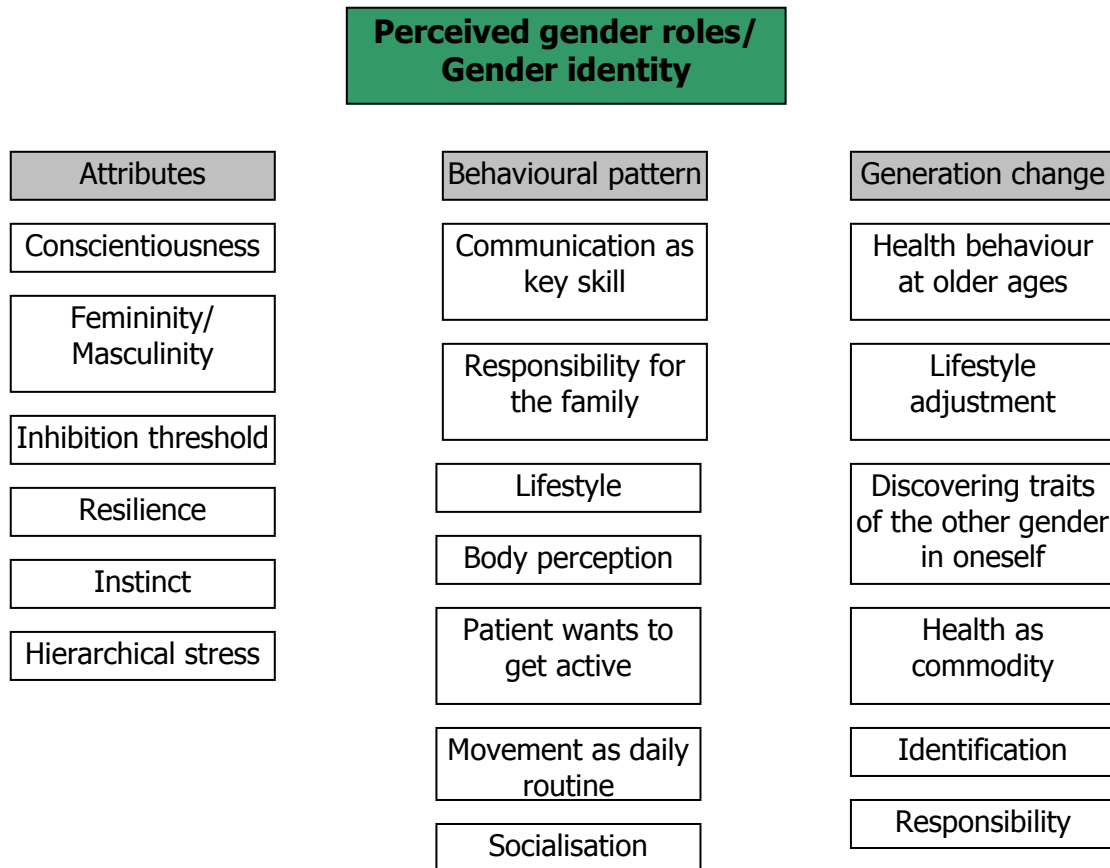 Perceived gender roles/
Gender identity
Attributes
Conscientiousness
Femininity/
Masculinity
Inhibition threshold
Resilience
Instinct
Hierarchical stress
Behavioural pattern
Communication as
key skill
Responsibility for
the family
Lifestyle
Body perception
Patient wants to
get active
Movement as daily
routine
Socialisation
Generation change
Health behaviour
at older ages
Lifestyle
adjustment
Discovering traits
of the other gender
in oneself
Health as
commodity
Identification
Responsibility